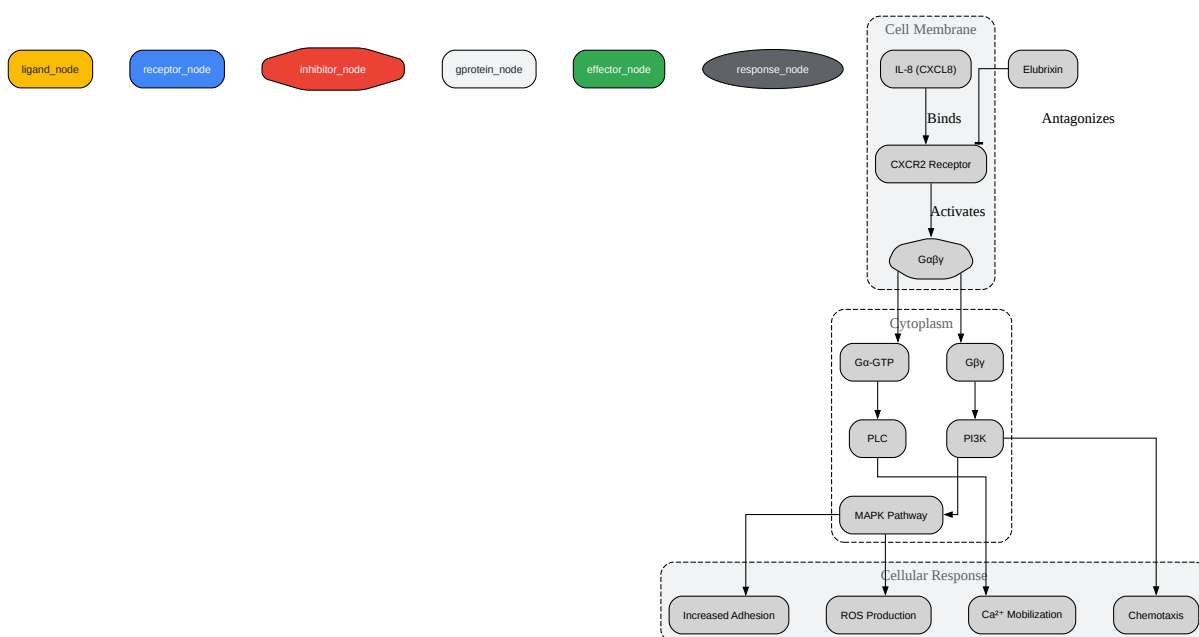 Cell Membrane
ligand_node
receptor_node
inhibitor_node
gprotein_node
effector_node
response_node
IL-8 (CXCL8)
Elubrixin
Binds
Antagonizes
CXCR2 Receptor
Activates
Gαβγ
Cytoplasm
Gα-GTP
Gβγ
PLC
PI3K
MAPK Pathway
Cellular Response
Increased Adhesion
ROS Production
Ca²⁺ Mobilization
Chemotaxis